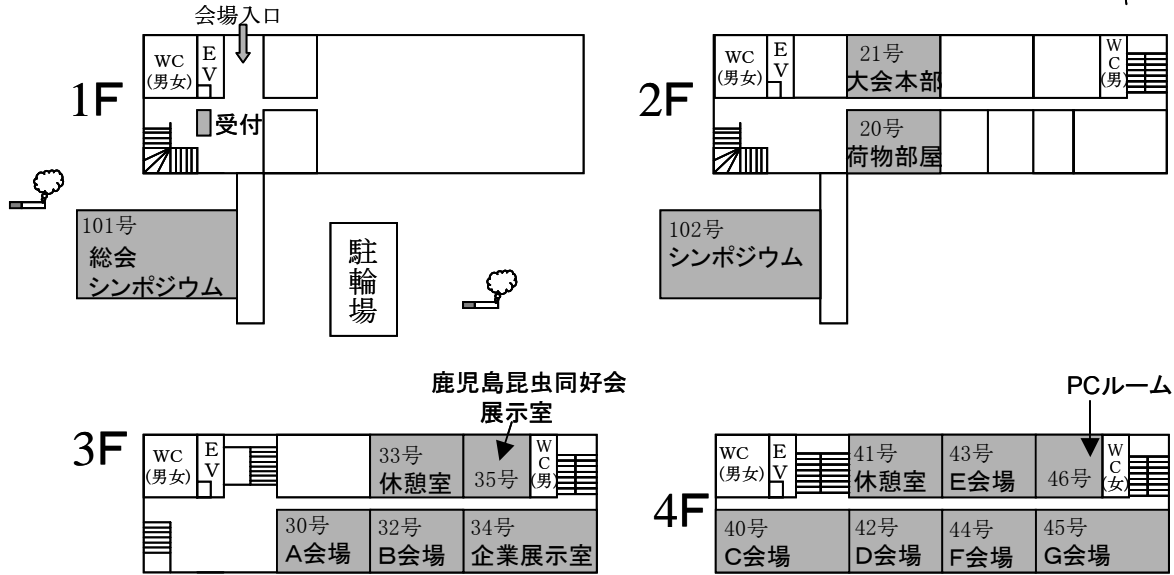 会場入口
1F
WC
(男女)
EV
受付
101号
総会
シンポジウム
駐輪場
2F
WC
(男女)
EV
21号
大会本部
WC(男)
20号
荷物部屋
102号
シンポジウム
鹿児島昆虫同好会
展示室
3F
WC
(男女)
EV
33号
休憩室
35号
WC(男)
30号
A会場
32号
B会場
34号
企業展示室
PCルーム
4F
WC
(男女)
EV
41号
休憩室
43号
E会場
46号
WC(女)
40号
C会場
42号
D会場
44号
F会場
45号
G会場